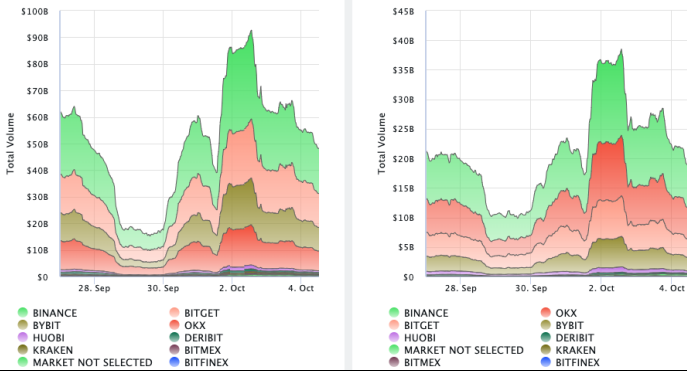 $100B
$90B
$80B
$70B
$60B
$50B
$40B
$30B
$20B
$10B
$0
Total Volume
28. Sep
30. Sep
2. Oct
4. Oct
BINANCE
BITGET
BYBIT
OKX
HUOBI
DERIBIT
KRAKEN
BITMEX
MARKET NOT SELECTED
BITFINEX
$45B
$40B
$35B
$30B
$25B
$20B
$15B
$10B
$5B
$0
Total Volume
28. Sep
30. Sep
2. Oct
4. Oct
BINANCE
OKX
BITGET
BYBIT
HUOBI
DERIBIT
MARKET NOT SELECTED
KRAKEN
BITMEX
BITFINEX